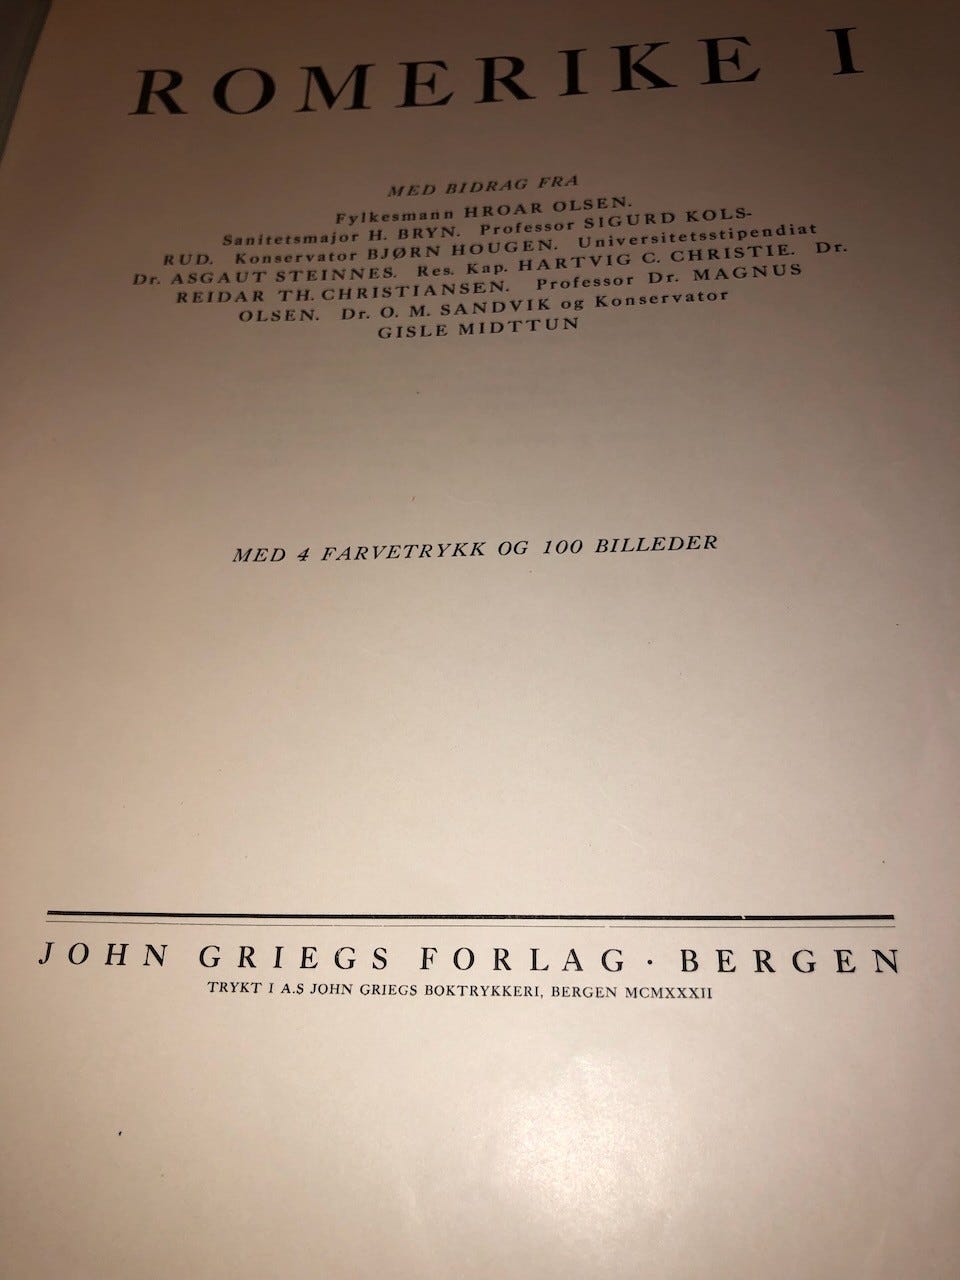 ROMERIKE I
MED BIDRAG FRA
Fylkesmann HROAR OLSEN.
Sanitetsmajor H. BRYN. Professor SIGURD KOLS-
RUD. Konservator BJØRN HOUGEN. Universitetsstipendiat
Dr. ASGAUT STEINNES. Res. Kap. HARTVIG C. CHRISTIE. Dr.
REIDAR TH. CHRISTIANSEN. Professor Dr. MAGNUS
OLSEN. Dr. O. M. SANDVIK og Konservator
GISLE MIDTTUN
MED 4 FARVETRYKK OG 100 BILLEDER
JOHN GRIEGS FORLAG · BERGEN
TRYKT I A.S JOHN GRIEGS BOKTRYKKERI, BERGEN MCMXXXII